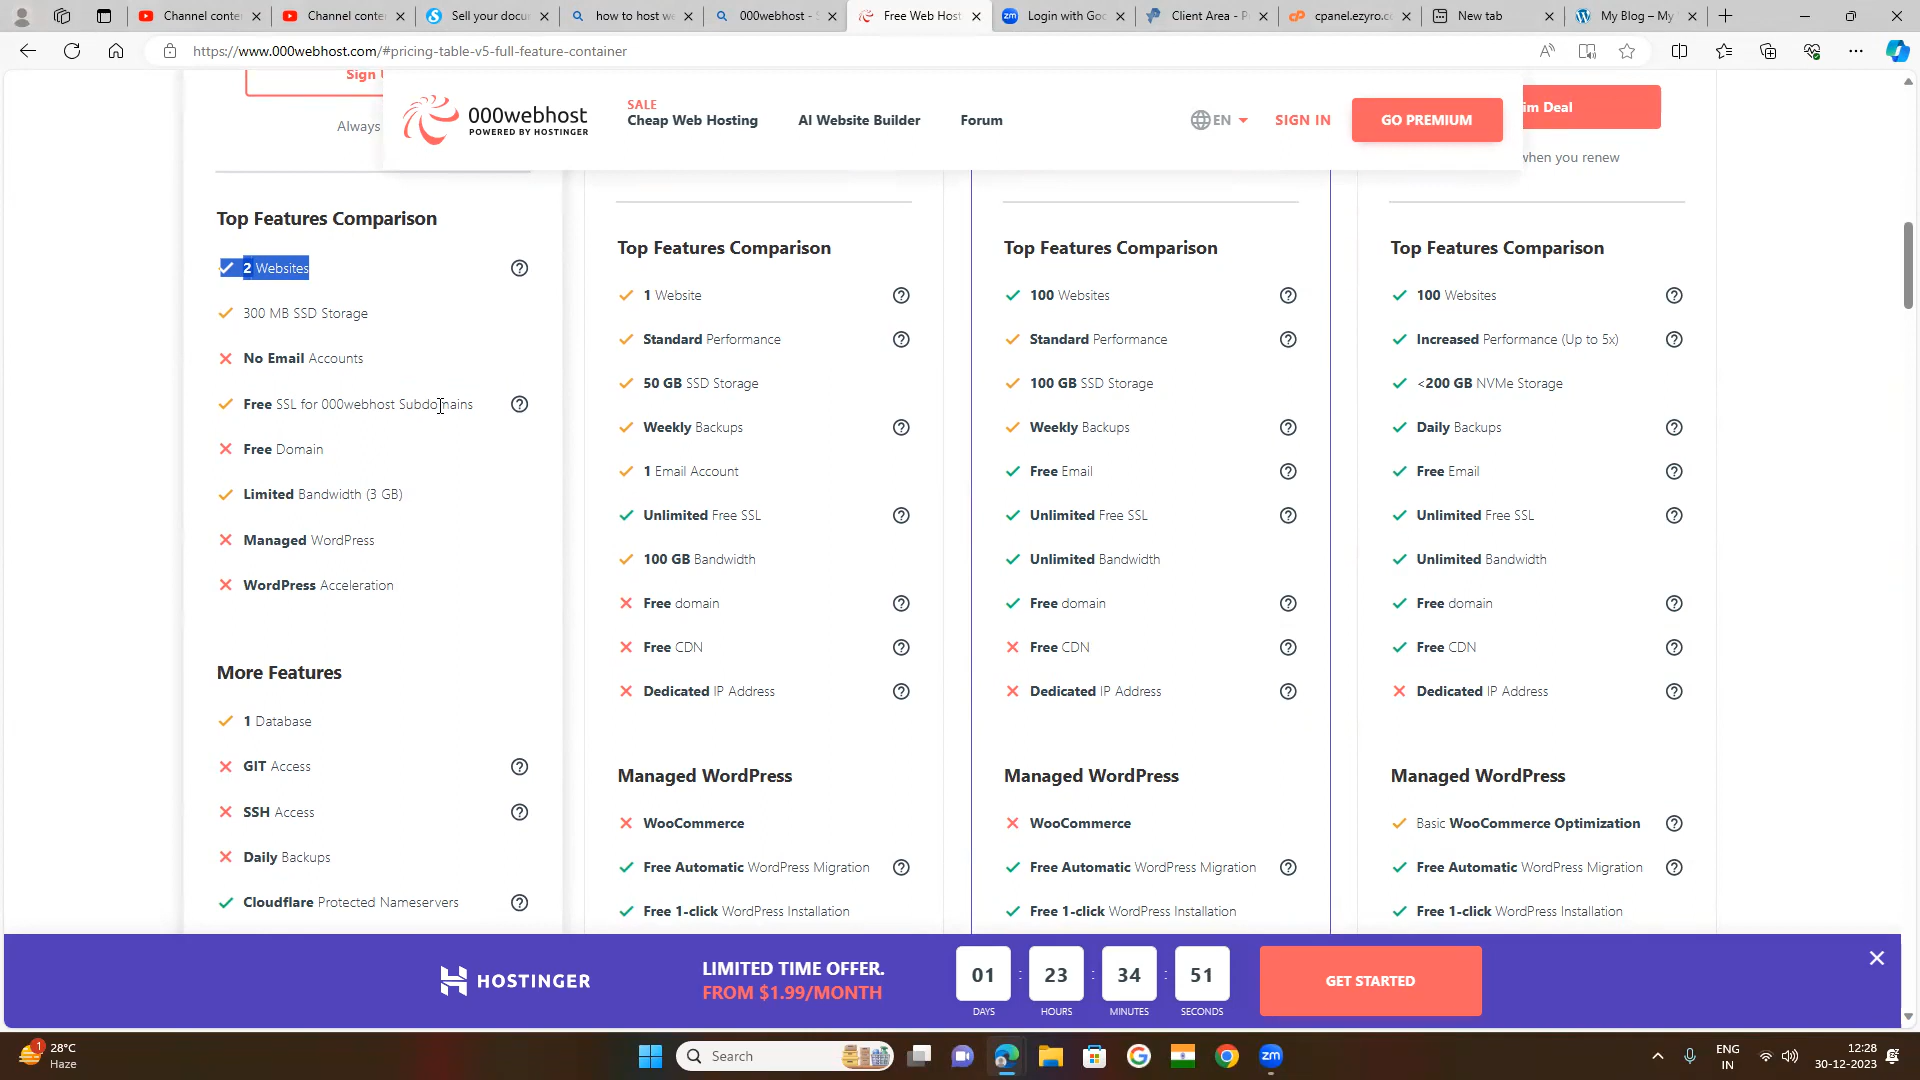 Channel conte
Channel conte
Sell your docu
how to host w
000webhost - S
Free Web Host
Login with Goo
Client Area - P
cpanel.ezyro.c
New tab
My Blog – My
https://www.000webhost.com/#pricing-table-v5-full-feature-container
Sign U
Always
000webhost
POWERED BY HOSTINGER
SALE
Cheap Web Hosting
AI Website Builder
Forum
EN
SIGN IN
GO PREMIUM
im Deal
when you renew
Top Features Comparison
2 Websites
300 MB SSD Storage
No Email Accounts
Free SSL for 000webhost Subdomains
Free Domain
Limited Bandwidth (3 GB)
Managed WordPress
WordPress Acceleration
More Features
1 Database
GIT Access
SSH Access
Daily Backups
Cloudflare Protected Nameservers
Top Features Comparison
1 Website
Standard Performance
50 GB SSD Storage
Weekly Backups
1 Email Account
Unlimited Free SSL
100 GB Bandwidth
Free domain
Free CDN
Dedicated IP Address
Managed WordPress
WooCommerce
Free Automatic WordPress Migration
Free 1-click WordPress Installation
Top Features Comparison
100 Websites
Standard Performance
100 GB SSD Storage
Weekly Backups
Free Email
Unlimited Free SSL
Unlimited Bandwidth
Free domain
Free CDN
Dedicated IP Address
Managed WordPress
WooCommerce
Free Automatic WordPress Migration
Free 1-click WordPress Installation
Top Features Comparison
100 Websites
Increased Performance (Up to 5x)
<200 GB NVMe Storage
Daily Backups
Free Email
Unlimited Free SSL
Unlimited Bandwidth
Free domain
Free CDN
Dedicated IP Address
Managed WordPress
Basic WooCommerce Optimization
Free Automatic WordPress Migration
Free 1-click WordPress Installation
HOSTINGER
LIMITED TIME OFFER.
FROM $1.99/MONTH
01 : 23 : 34 : 51
DAYS HOURS MINUTES SECONDS
GET STARTED
1
28°C
Haze
Search
zm
ENG
IN
12:28
30-12-2023